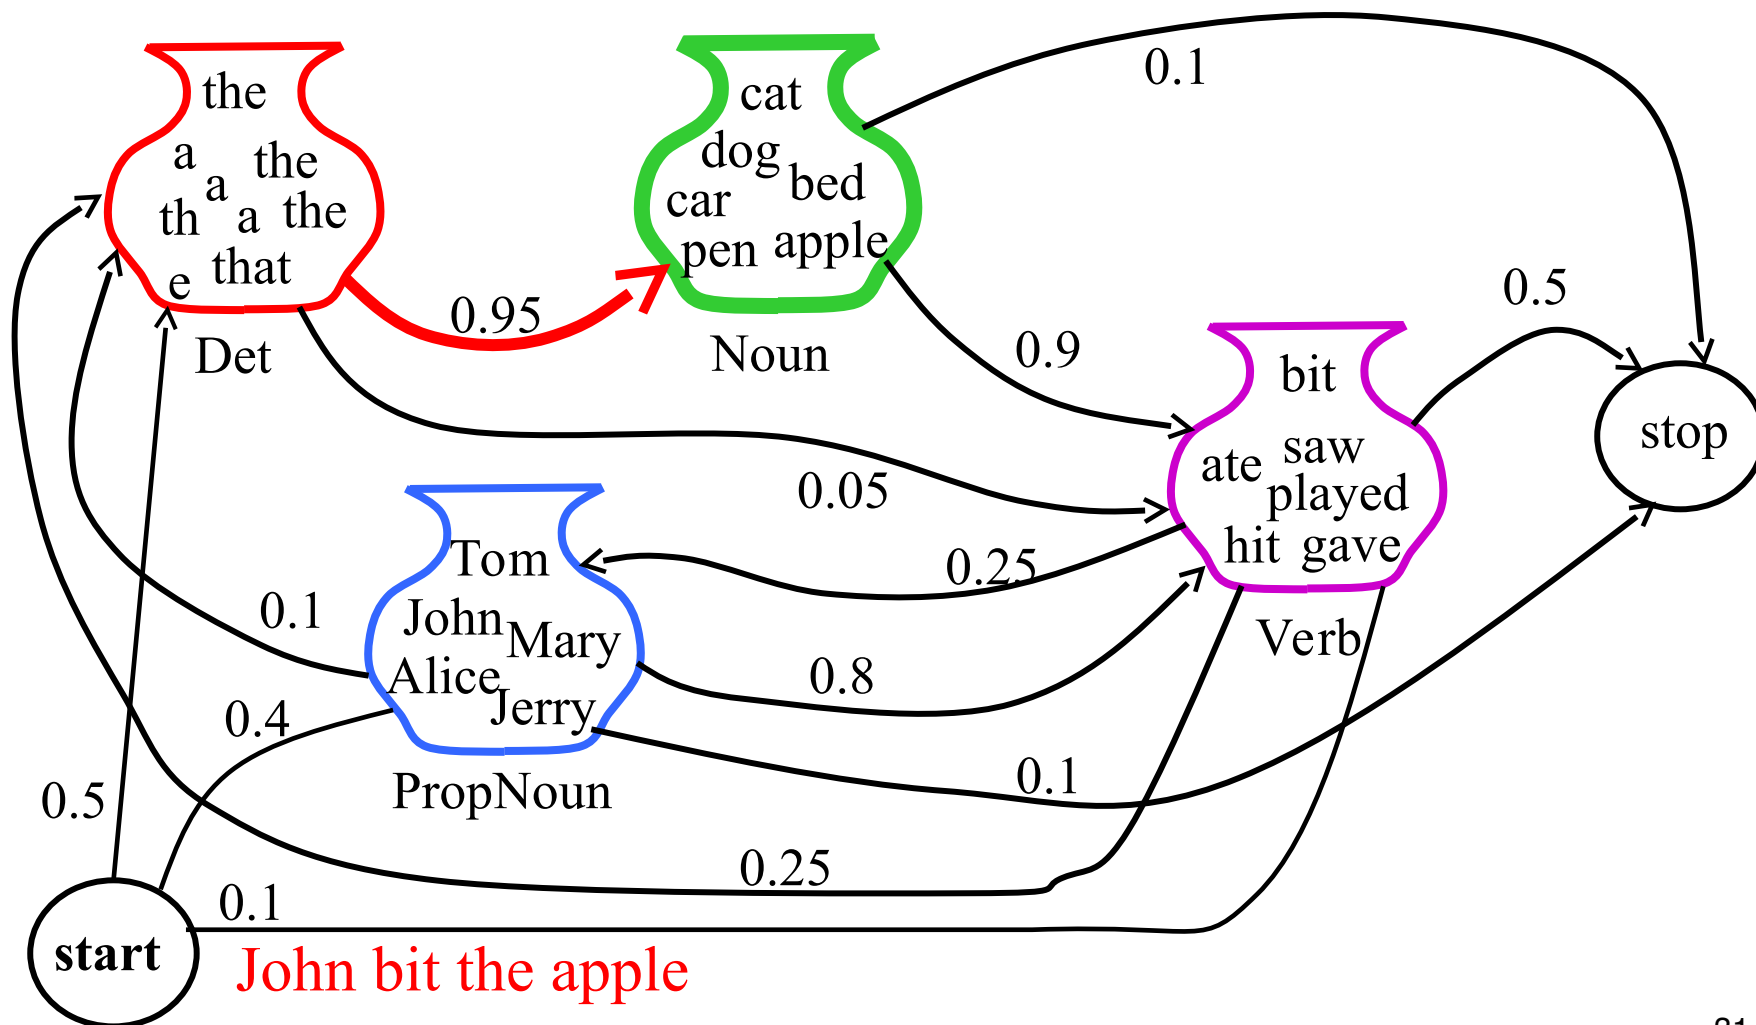 the
a
the
a
th
a
the
e
that
Det
cat
dog
bed
car
pen
apple
Noun
0.1
0.95
0.9
0.5
bit
ate
saw
played
hit
gave
Verb
stop
0.05
0.25
Tom
John
Mary
Alice
Jerry
PropNoun
0.1
0.4
0.8
0.1
0.5
0.25
0.1
start
John bit the apple